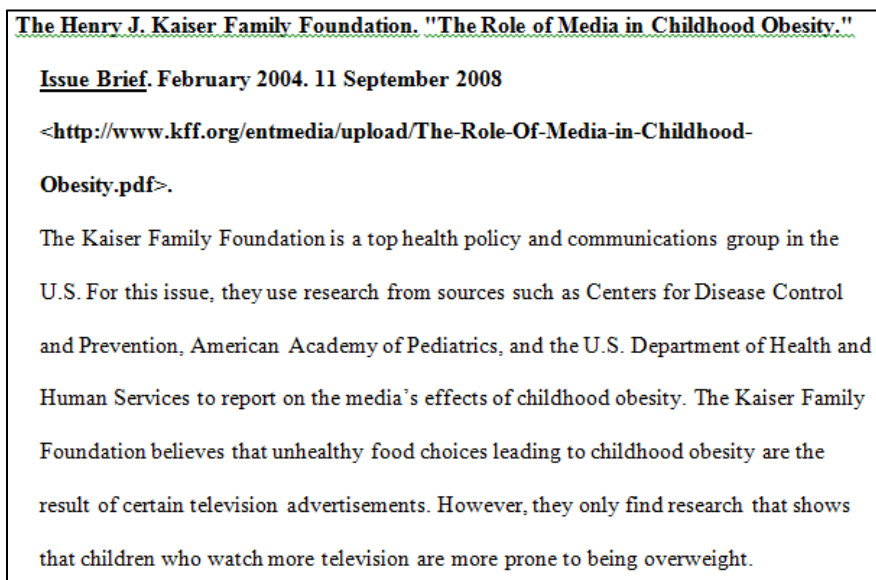 The Henry J. Kaiser Family Foundation. "The Role of Media in Childhood Obesity."
Issue Brief. February 2004. 11 September 2008
<http://www.kff.org/entmedia/upload/The-Role-Of-Media-in-Childhood-
Obesity.pdf>.
The Kaiser Family Foundation is a top health policy and communications group in the
U.S. For this issue, they use research from sources such as Centers for Disease Control
and Prevention, American Academy of Pediatrics, and the U.S. Department of Health and
Human Services to report on the media’s effects of childhood obesity. The Kaiser Family
Foundation believes that unhealthy food choices leading to childhood obesity are the
result of certain television advertisements. However, they only find research that shows
that children who watch more television are more prone to being overweight.